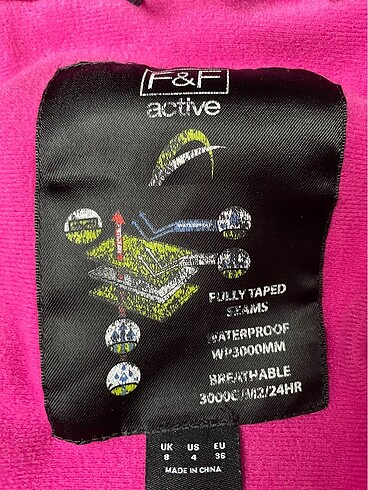 F&F
active
WATERPROOF
FULLY TAPED
SEAMS
WATERPROOF
WP3000MM
BREATHABLE
3000G/M2/24HR
UK US EU
8 4 36
MADE IN CHINA